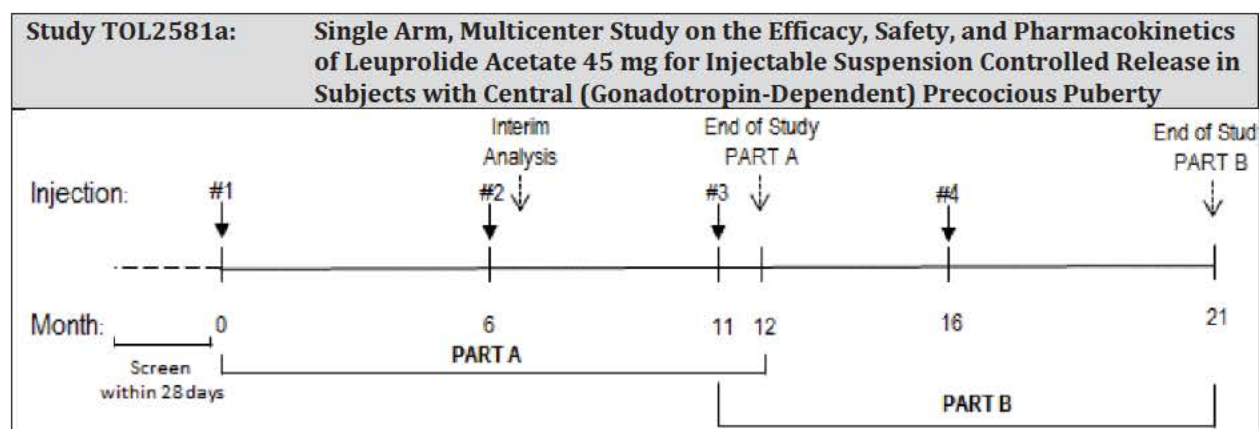 Study TOL2581a: Single Arm, Multicenter Study on the Efficacy, Safety, and Pharmacokinetics
of Leuprolide Acetate 45 mg for Injectable Suspension Controlled Release in
Subjects with Central (Gonadotropin-Dependent) Precocious Puberty
Interim
Analysis
End of Study
PART A
End of Stud
PART B
Injection: #1 #2 #3 #4
Month: 0 6 11 12 16 21
Screen
within 28 days
PART A
PART B